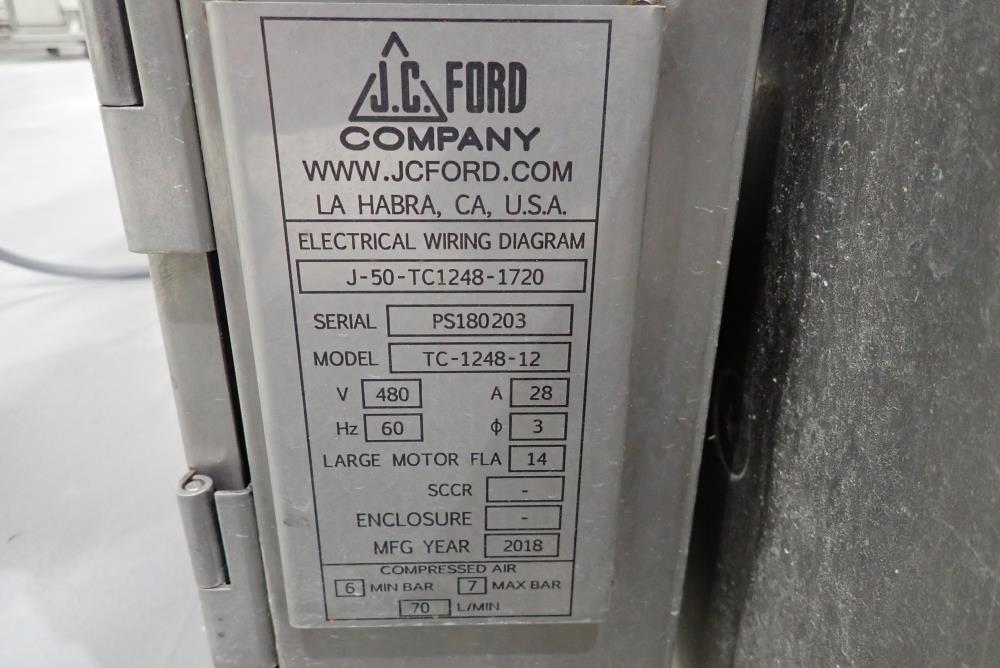 J.C. FORD
COMPANY
WWW.JCFORD.COM
LA HABRA, CA, U.S.A.
ELECTRICAL WIRING DIAGRAM
J-50-TC1248-1720
SERIAL PS180203
MODEL TC-1248-12
V 480 A 28
Hz 60 ϕ 3
LARGE MOTOR FLA 14
SCCR -
ENCLOSURE -
MFG YEAR 2018
COMPRESSED AIR
6 MIN BAR 7 MAX BAR
70 L/MIN